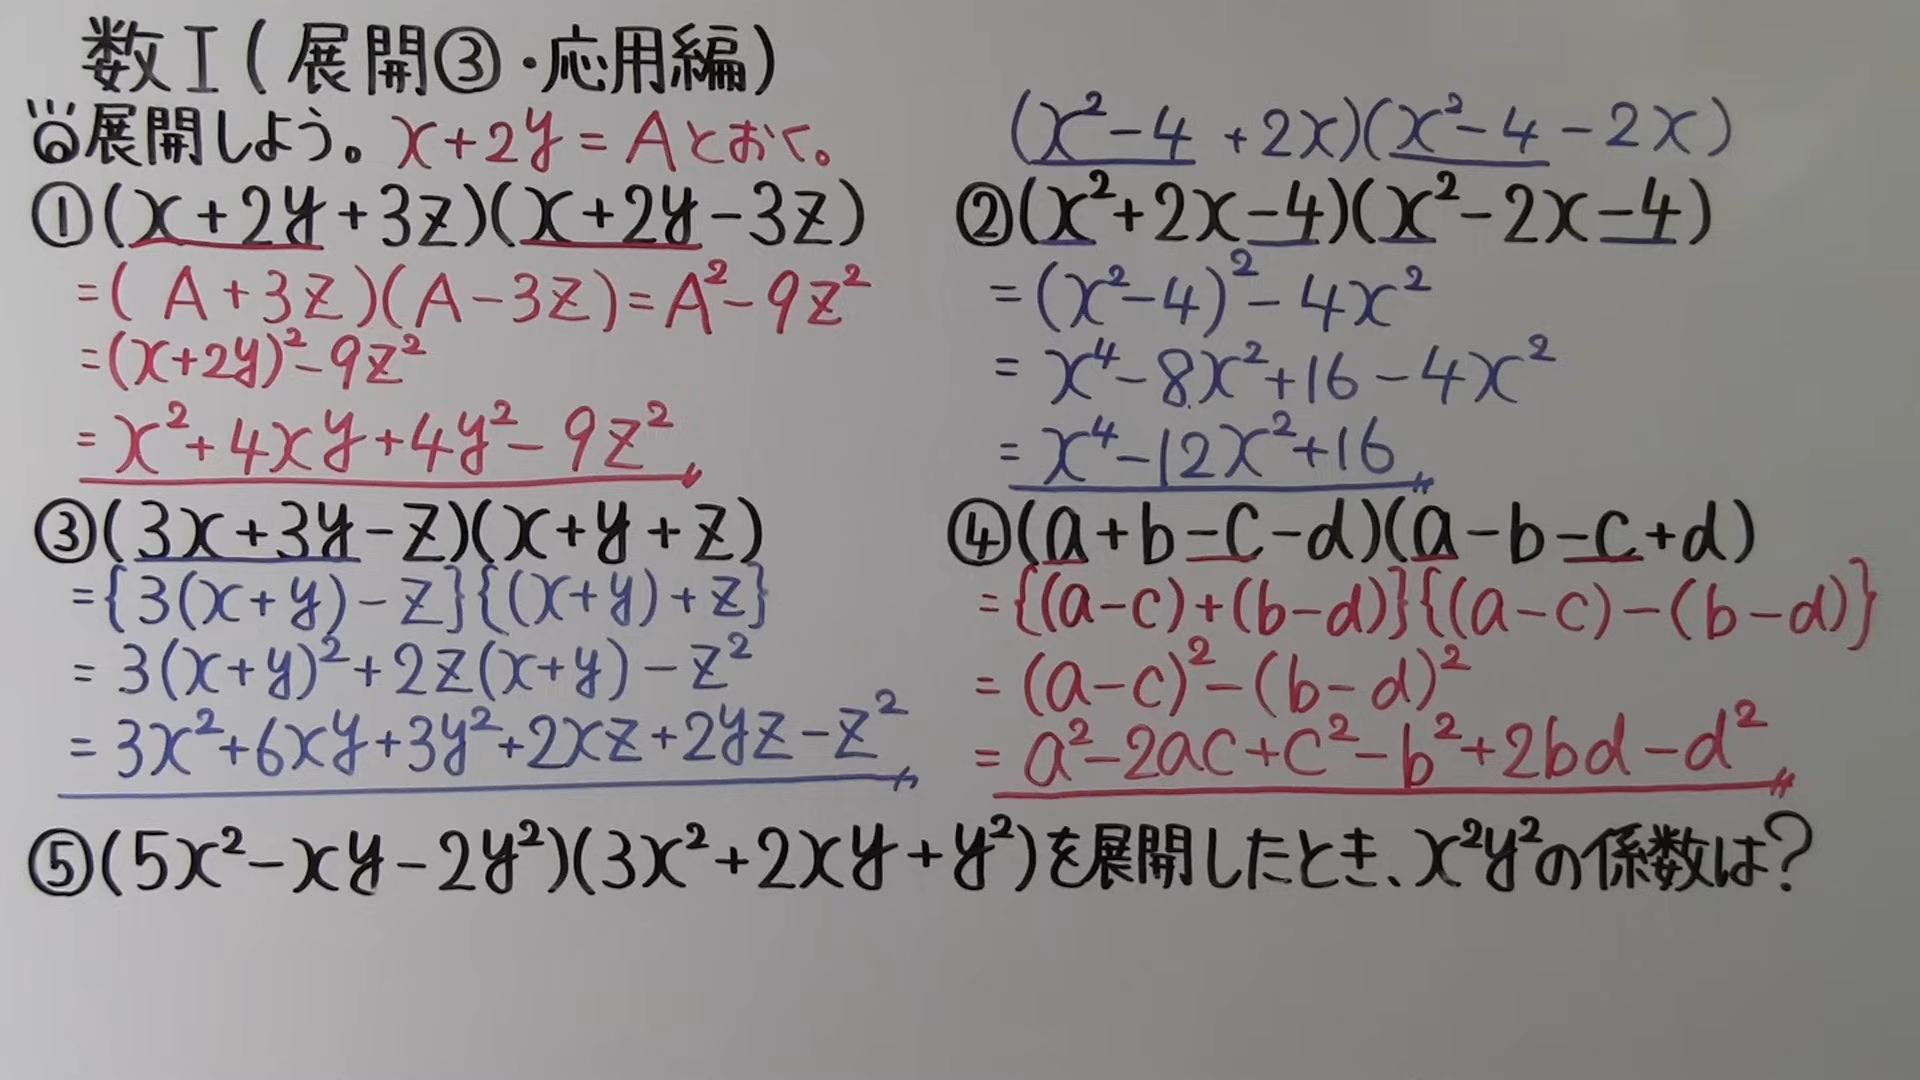 数I(展開③・応用編)
展開しよう。x+2y=Aとおく。
①(x+2y+3z)(x+2y-3z)
=(A+3z)(A-3z)=A²-9z²
=(x+2y)²-9z²
=x²+4xy+4y²-9z²
(x²-4+2x)(x²-4-2x)
②(x²+2x-4)(x²-2x-4)
=(x²-4)²-4x²
=x⁴-8x²+16-4x²
=x⁴-12x²+16
③(3x+3y-z)(x+y+z)
={3(x+y)-z}{(x+y)+z}
=3(x+y)²+2z(x+y)-z²
=3x²+6xy+3y²+2xz+2yz-z²
④(a+b-c-d)(a-b-c+d)
={(a-c)+(b-d)}{(a-c)-(b-d)}
=(a-c)²-(b-d)²
=a²-2ac+c²-b²+2bd-d²
⑤(5x²-xy-2y²)(3x²+2xy+y²)を展開したとき、x²y²の係数は?